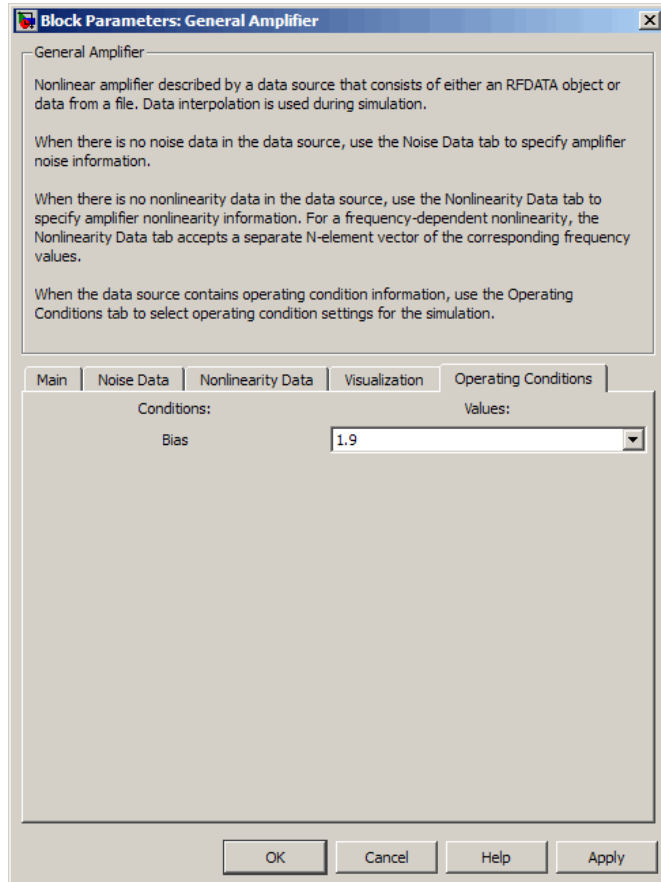 Block Parameters: General Amplifier
General Amplifier
Nonlinear amplifier described by a data source that consists of either an RFDATA object or
data from a file. Data interpolation is used during simulation.
When there is no noise data in the data source, use the Noise Data tab to specify amplifier
noise information.
When there is no nonlinearity data in the data source, use the Nonlinearity Data tab to
specify amplifier nonlinearity information. For a frequency-dependent nonlinearity, the
Nonlinearity Data tab accepts a separate N-element vector of the corresponding frequency
values.
When the data source contains operating condition information, use the Operating
Conditions tab to select operating condition settings for the simulation.
Main Noise Data Nonlinearity Data Visualization Operating Conditions
Conditions: Values:
Bias 1.9
OK Cancel Help Apply